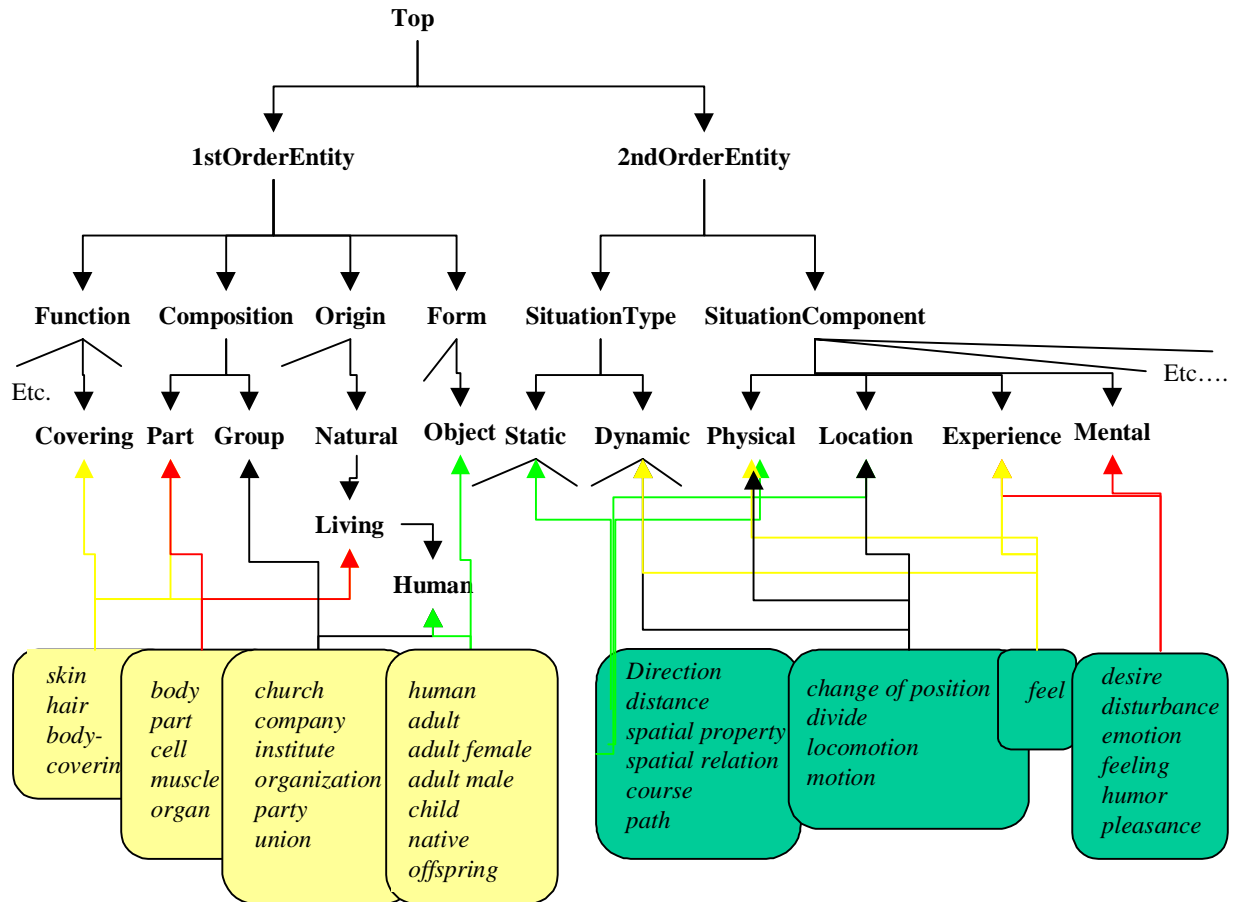 Top
1stOrderEntity
2ndOrderEntity
Function
Composition
Origin
Form
SituationType
SituationComponent
Etc.
Etc….
Covering
Part
Group
Natural
Object
Static
Dynamic
Physical
Location
Experience
Mental
Living
Human
skin
hair
body-
coverin
body
part
cell
muscle
organ
church
company
institute
organization
party
union
human
adult
adult female
adult male
child
native
offspring
Direction
distance
spatial property
spatial relation
course
path
change of position
divide
locomotion
motion
feel
desire
disturbance
emotion
feeling
humor
pleasance